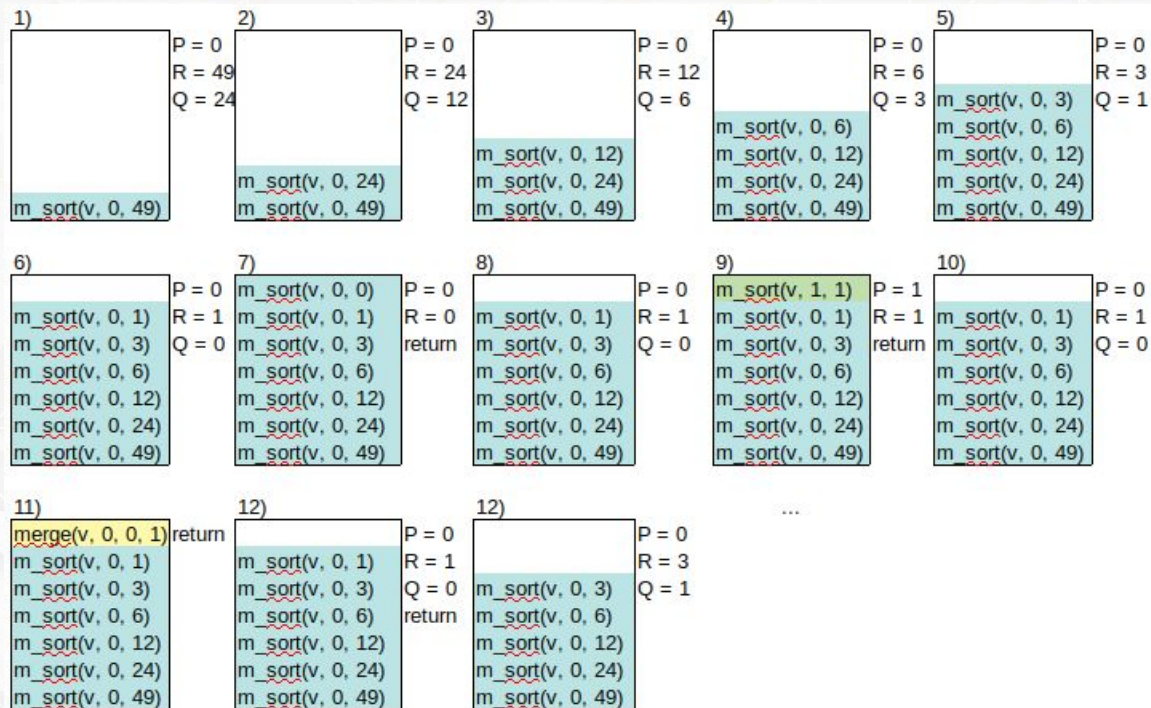 1)
P = 0
R = 49
Q = 24
m_sort(v, 0, 49)
2)
P = 0
R = 24
Q = 12
m_sort(v, 0, 24)
m_sort(v, 0, 49)
3)
P = 0
R = 12
Q = 6
m_sort(v, 0, 12)
m_sort(v, 0, 24)
m_sort(v, 0, 49)
4)
P = 0
R = 6
Q = 3
m_sort(v, 0, 6)
m_sort(v, 0, 12)
m_sort(v, 0, 24)
m_sort(v, 0, 49)
5)
P = 0
R = 3
Q = 1
m_sort(v, 0, 3)
m_sort(v, 0, 6)
m_sort(v, 0, 12)
m_sort(v, 0, 24)
m_sort(v, 0, 49)
6)
P = 0
R = 1
Q = 0
m_sort(v, 0, 1)
m_sort(v, 0, 3)
m_sort(v, 0, 6)
m_sort(v, 0, 12)
m_sort(v, 0, 24)
m_sort(v, 0, 49)
7)
P = 0
R = 0
return
m_sort(v, 0, 0)
m_sort(v, 0, 1)
m_sort(v, 0, 3)
m_sort(v, 0, 6)
m_sort(v, 0, 12)
m_sort(v, 0, 24)
m_sort(v, 0, 49)
8)
P = 0
R = 1
Q = 0
m_sort(v, 0, 1)
m_sort(v, 0, 3)
m_sort(v, 0, 6)
m_sort(v, 0, 12)
m_sort(v, 0, 24)
m_sort(v, 0, 49)
9)
P = 1
R = 1
return
m_sort(v, 1, 1)
m_sort(v, 0, 1)
m_sort(v, 0, 3)
m_sort(v, 0, 6)
m_sort(v, 0, 12)
m_sort(v, 0, 24)
m_sort(v, 0, 49)
10)
P = 0
R = 1
Q = 0
m_sort(v, 0, 1)
m_sort(v, 0, 3)
m_sort(v, 0, 6)
m_sort(v, 0, 12)
m_sort(v, 0, 24)
m_sort(v, 0, 49)
11)
return
merge(v, 0, 0, 1)
m_sort(v, 0, 1)
m_sort(v, 0, 3)
m_sort(v, 0, 6)
m_sort(v, 0, 12)
m_sort(v, 0, 24)
m_sort(v, 0, 49)
12)
P = 0
R = 1
Q = 0
return
m_sort(v, 0, 1)
m_sort(v, 0, 3)
m_sort(v, 0, 6)
m_sort(v, 0, 12)
m_sort(v, 0, 24)
m_sort(v, 0, 49)
12)
P = 0
R = 3
Q = 1
m_sort(v, 0, 3)
m_sort(v, 0, 6)
m_sort(v, 0, 12)
m_sort(v, 0, 24)
m_sort(v, 0, 49)
...